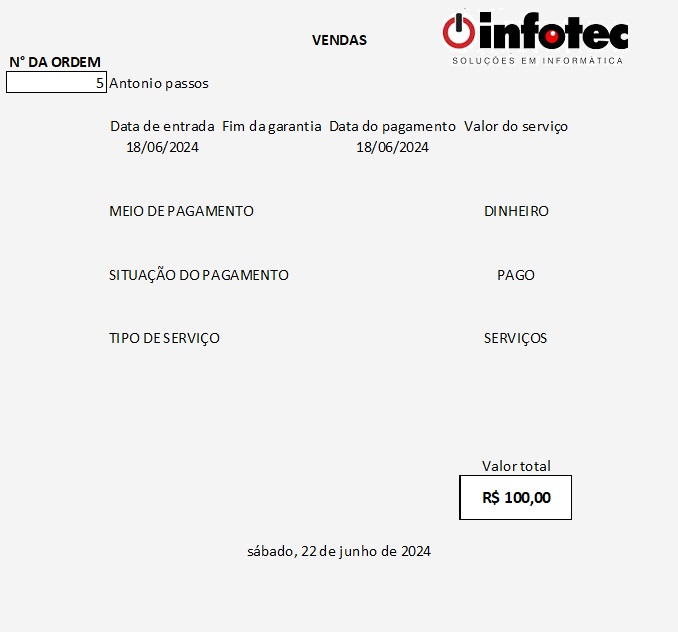 VENDAS
infotec
SOLUÇÕES EM INFORMÁTICA
N° DA ORDEM
5 Antonio passos
Data de entrada Fim da garantia Data do pagamento Valor do serviço
18/06/2024 18/06/2024
MEIO DE PAGAMENTO DINHEIRO
SITUAÇÃO DO PAGAMENTO PAGO
TIPO DE SERVIÇO SERVIÇOS
Valor total
R$ 100,00
sábado, 22 de junho de 2024